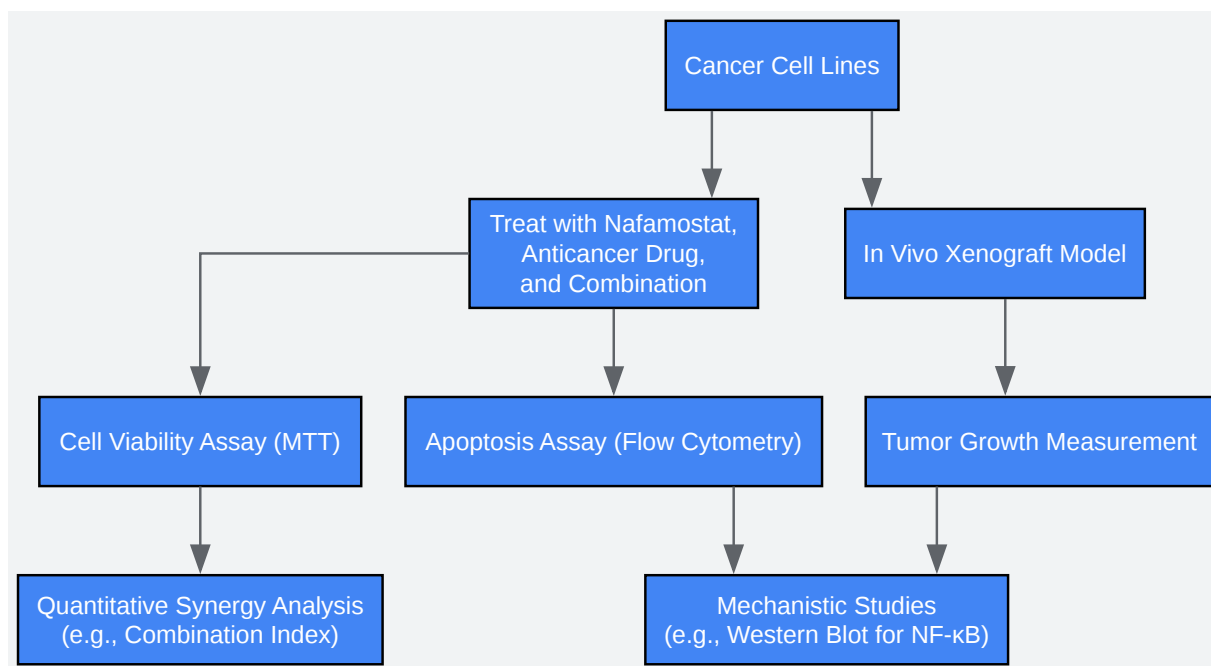 Cancer Cell Lines
Treat with Nafamostat,
Anticancer Drug,
and Combination
In Vivo Xenograft Model
Cell Viability Assay (MTT)
Apoptosis Assay (Flow Cytometry)
Tumor Growth Measurement
Quantitative Synergy Analysis
(e.g., Combination Index)
Mechanistic Studies
(e.g., Western Blot for NF-κB)